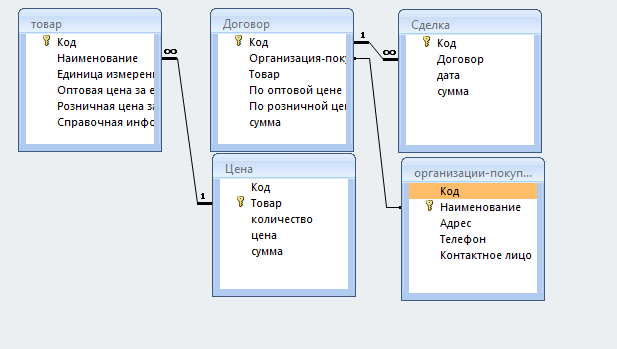 товар
Код
Наименование
Единица измерен
Оптовая цена за е
Розничная цена за
Справочная инфо
Договор
Код
Организация-поку
Товар
По оптовой цене
По розничной цен
сумма
Сделка
Код
Договор
дата
сумма
Цена
Код
Товар
количество
цена
сумма
организации-покуп...
Код
Наименование
Адрес
Телефон
Контактное лицо
∞
1
1
∞